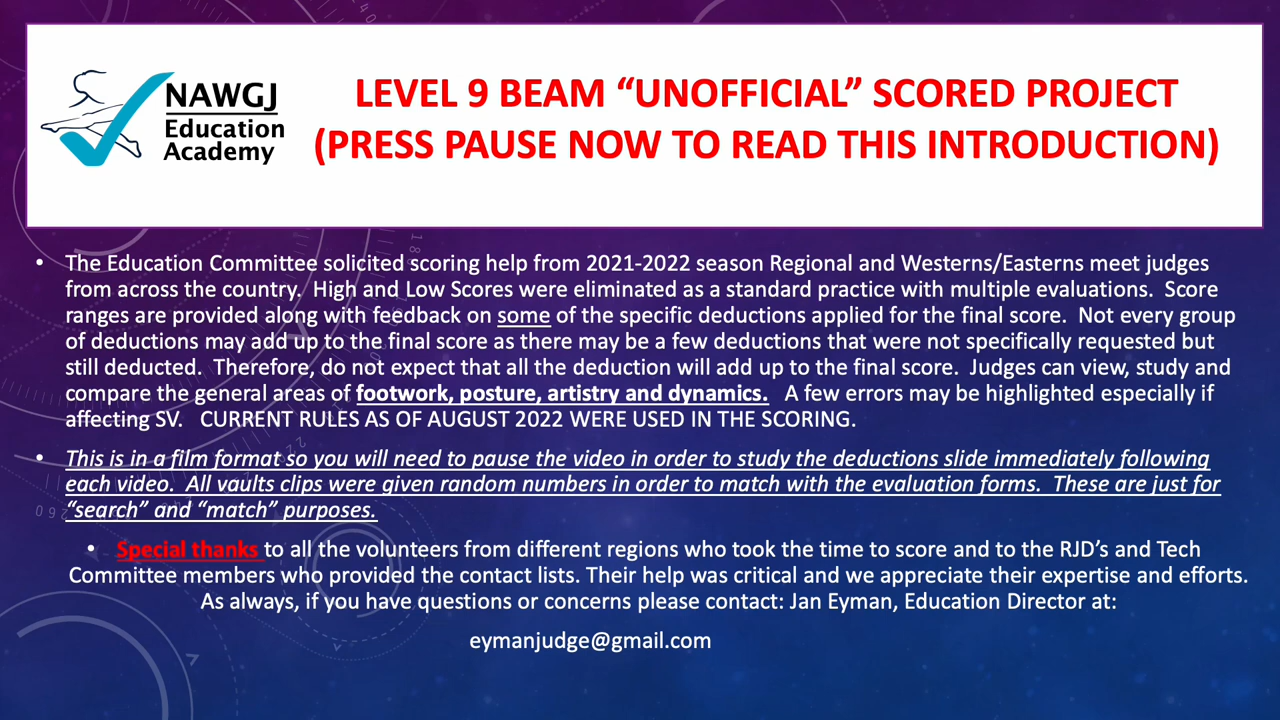 NAWGJ
Education
Academy
LEVEL 9 BEAM “UNOFFICIAL” SCORED PROJECT
(PRESS PAUSE NOW TO READ THIS INTRODUCTION)
• The Education Committee solicited scoring help from 2021-2022 season Regional and Westerns/Easterns meet judges
from across the country. High and Low Scores were eliminated as a standard practice with multiple evaluations. Score
ranges are provided along with feedback on some of the specific deductions applied for the final score. Not every group
of deductions may add up to the final score as there may be a few deductions that were not specifically requested but
still deducted. Therefore, do not expect that all the deduction will add up to the final score. Judges can view, study and
compare the general areas of footwork, posture, artistry and dynamics. A few errors may be highlighted especially if
affecting SV. CURRENT RULES AS OF AUGUST 2022 WERE USED IN THE SCORING.
• This is in a film format so you will need to pause the video in order to study the deductions slide immediately following
each video. All vaults clips were given random numbers in order to match with the evaluation forms. These are just for
“search” and “match” purposes.
• Special thanks to all the volunteers from different regions who took the time to score and to the RJD’s and Tech
Committee members who provided the contact lists. Their help was critical and we appreciate their expertise and efforts.
As always, if you have questions or concerns please contact: Jan Eyman, Education Director at:
eymanjudge@gmail.com